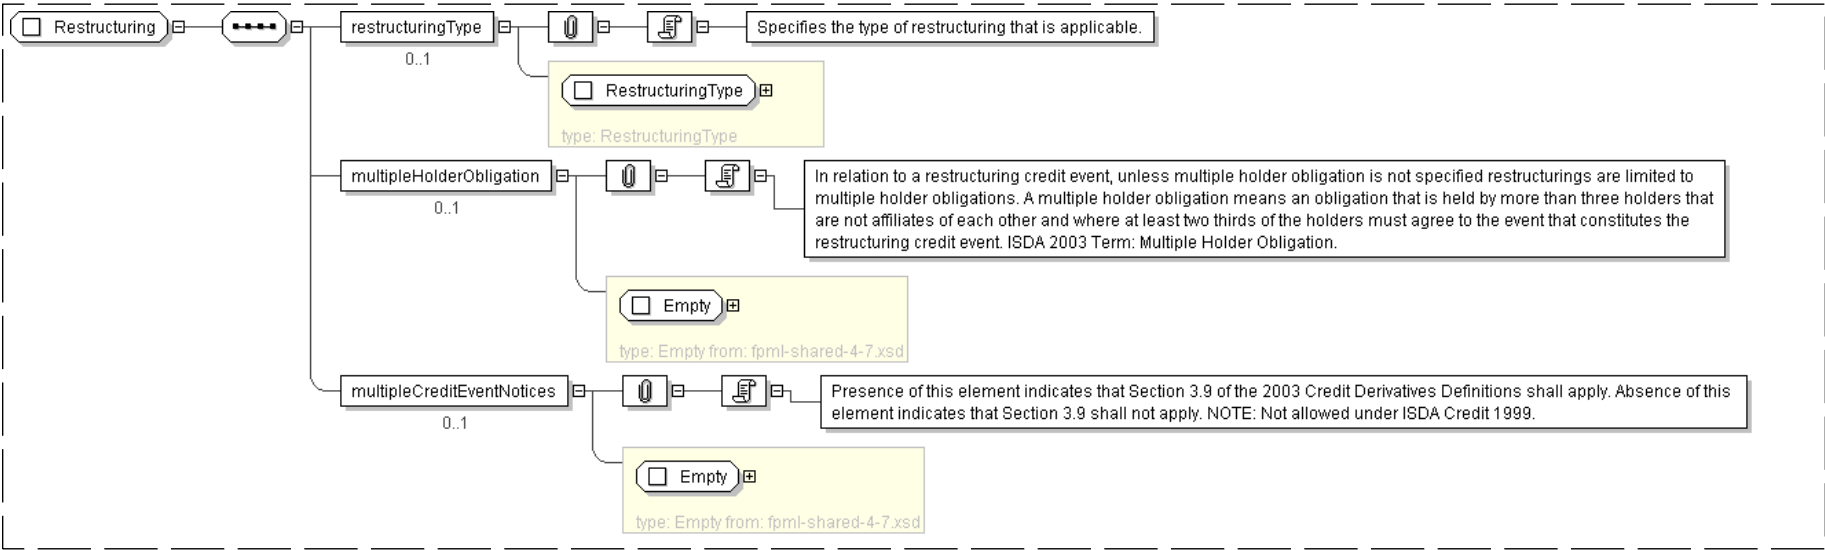 Restructuring
restructuringType
0..1
Specifies the type of restructuring that is applicable.
RestructuringType
type: RestructuringType
multipleHolderObligation
0..1
In relation to a restructuring credit event, unless multiple holder obligation is not specified restructurings are limited to
multiple holder obligations. A multiple holder obligation means an obligation that is held by more than three holders that
are not affiliates of each other and where at least two thirds of the holders must agree to the event that constitutes the
restructuring credit event. ISDA 2003 Term: Multiple Holder Obligation.
Empty
type: Empty from: fpml-shared-4-7.xsd
multipleCreditEventNotices
0..1
Presence of this element indicates that Section 3.9 of the 2003 Credit Derivatives Definitions shall apply. Absence of this
element indicates that Section 3.9 shall not apply. NOTE: Not allowed under ISDA Credit 1999.
Empty
type: Empty from: fpml-shared-4-7.xsd